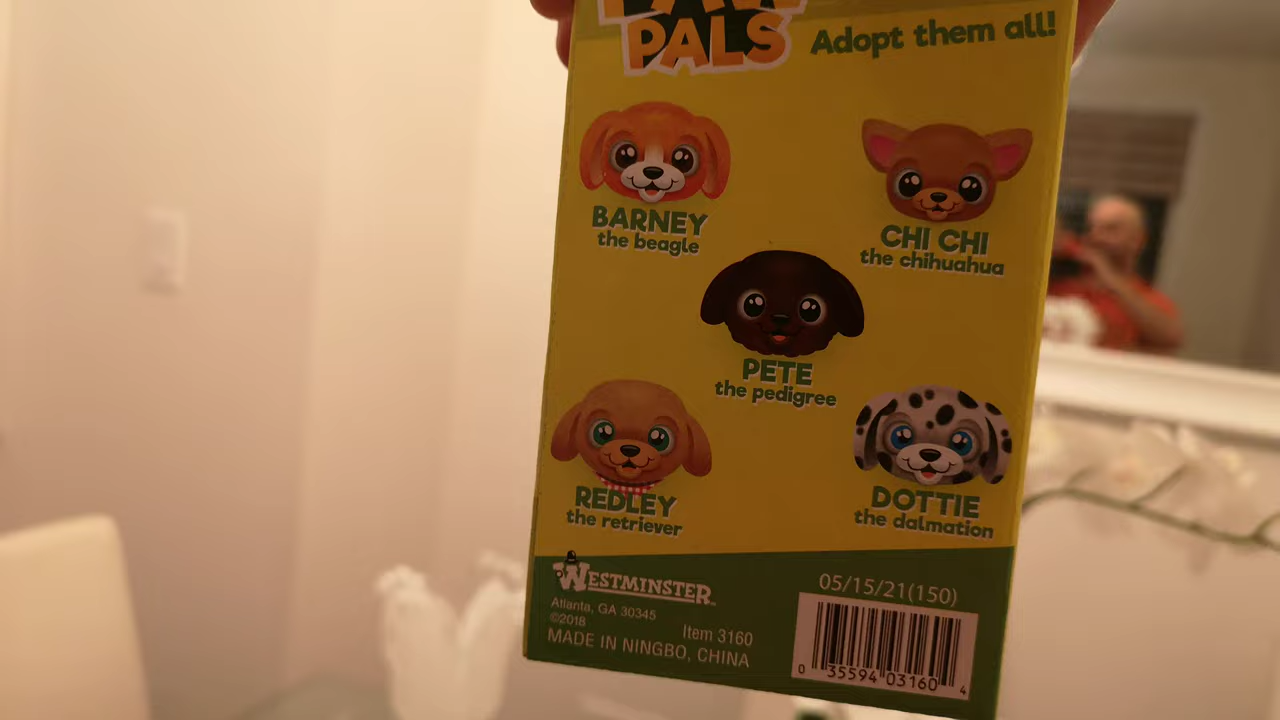 PAW
PALS
Adopt them all!
BARNEY
the beagle
CHI CHI
the chihuahua
PETE
the pedigree
REDLEY
the retriever
DOTTIE
the dalmation
WESTMINSTER
Atlanta, GA 30345
©2018
Item 3160
MADE IN NINGBO, CHINA
05/15/21(150)
0 35594 03160 4